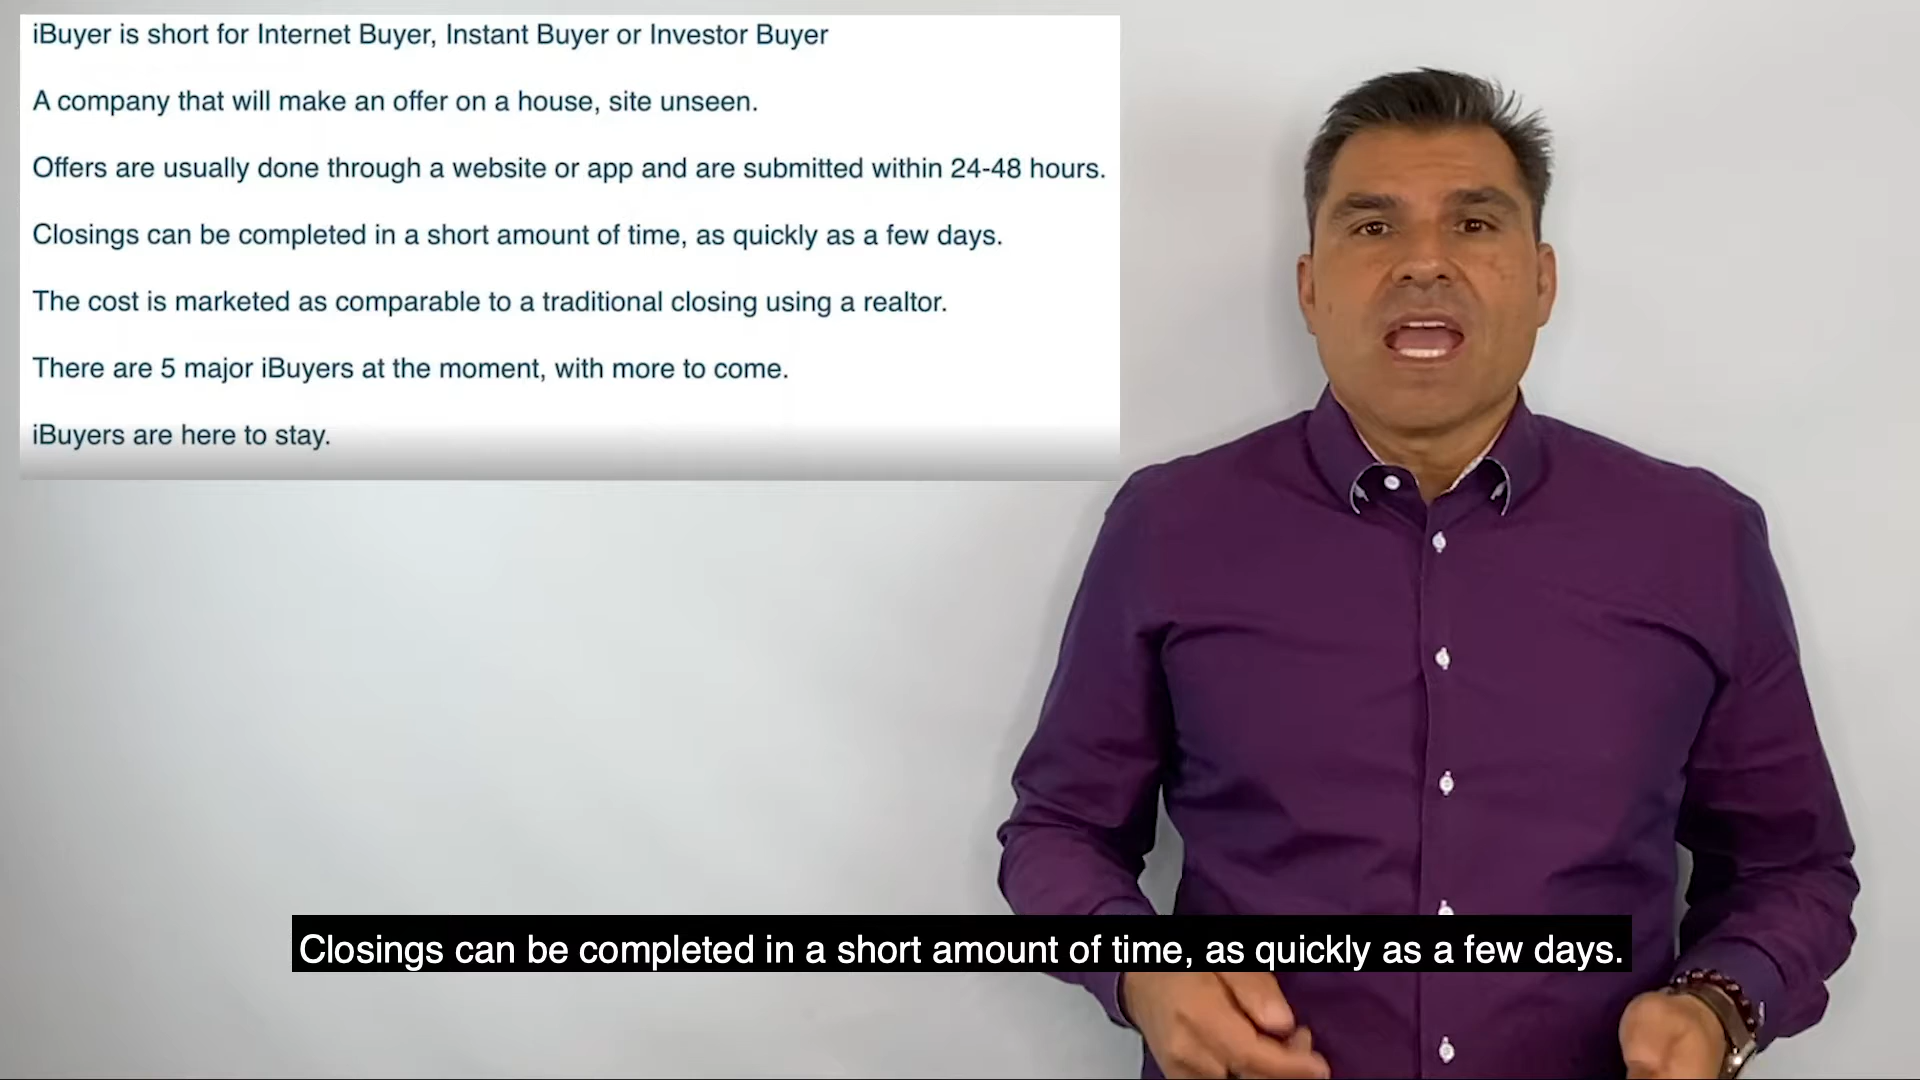 iBuyer is short for Internet Buyer, Instant Buyer or Investor Buyer
A company that will make an offer on a house, site unseen.
Offers are usually done through a website or app and are submitted within 24-48 hours.
Closings can be completed in a short amount of time, as quickly as a few days.
The cost is marketed as comparable to a traditional closing using a realtor.
There are 5 major iBuyers at the moment, with more to come.
iBuyers are here to stay.
Closings can be completed in a short amount of time, as quickly as a few days.